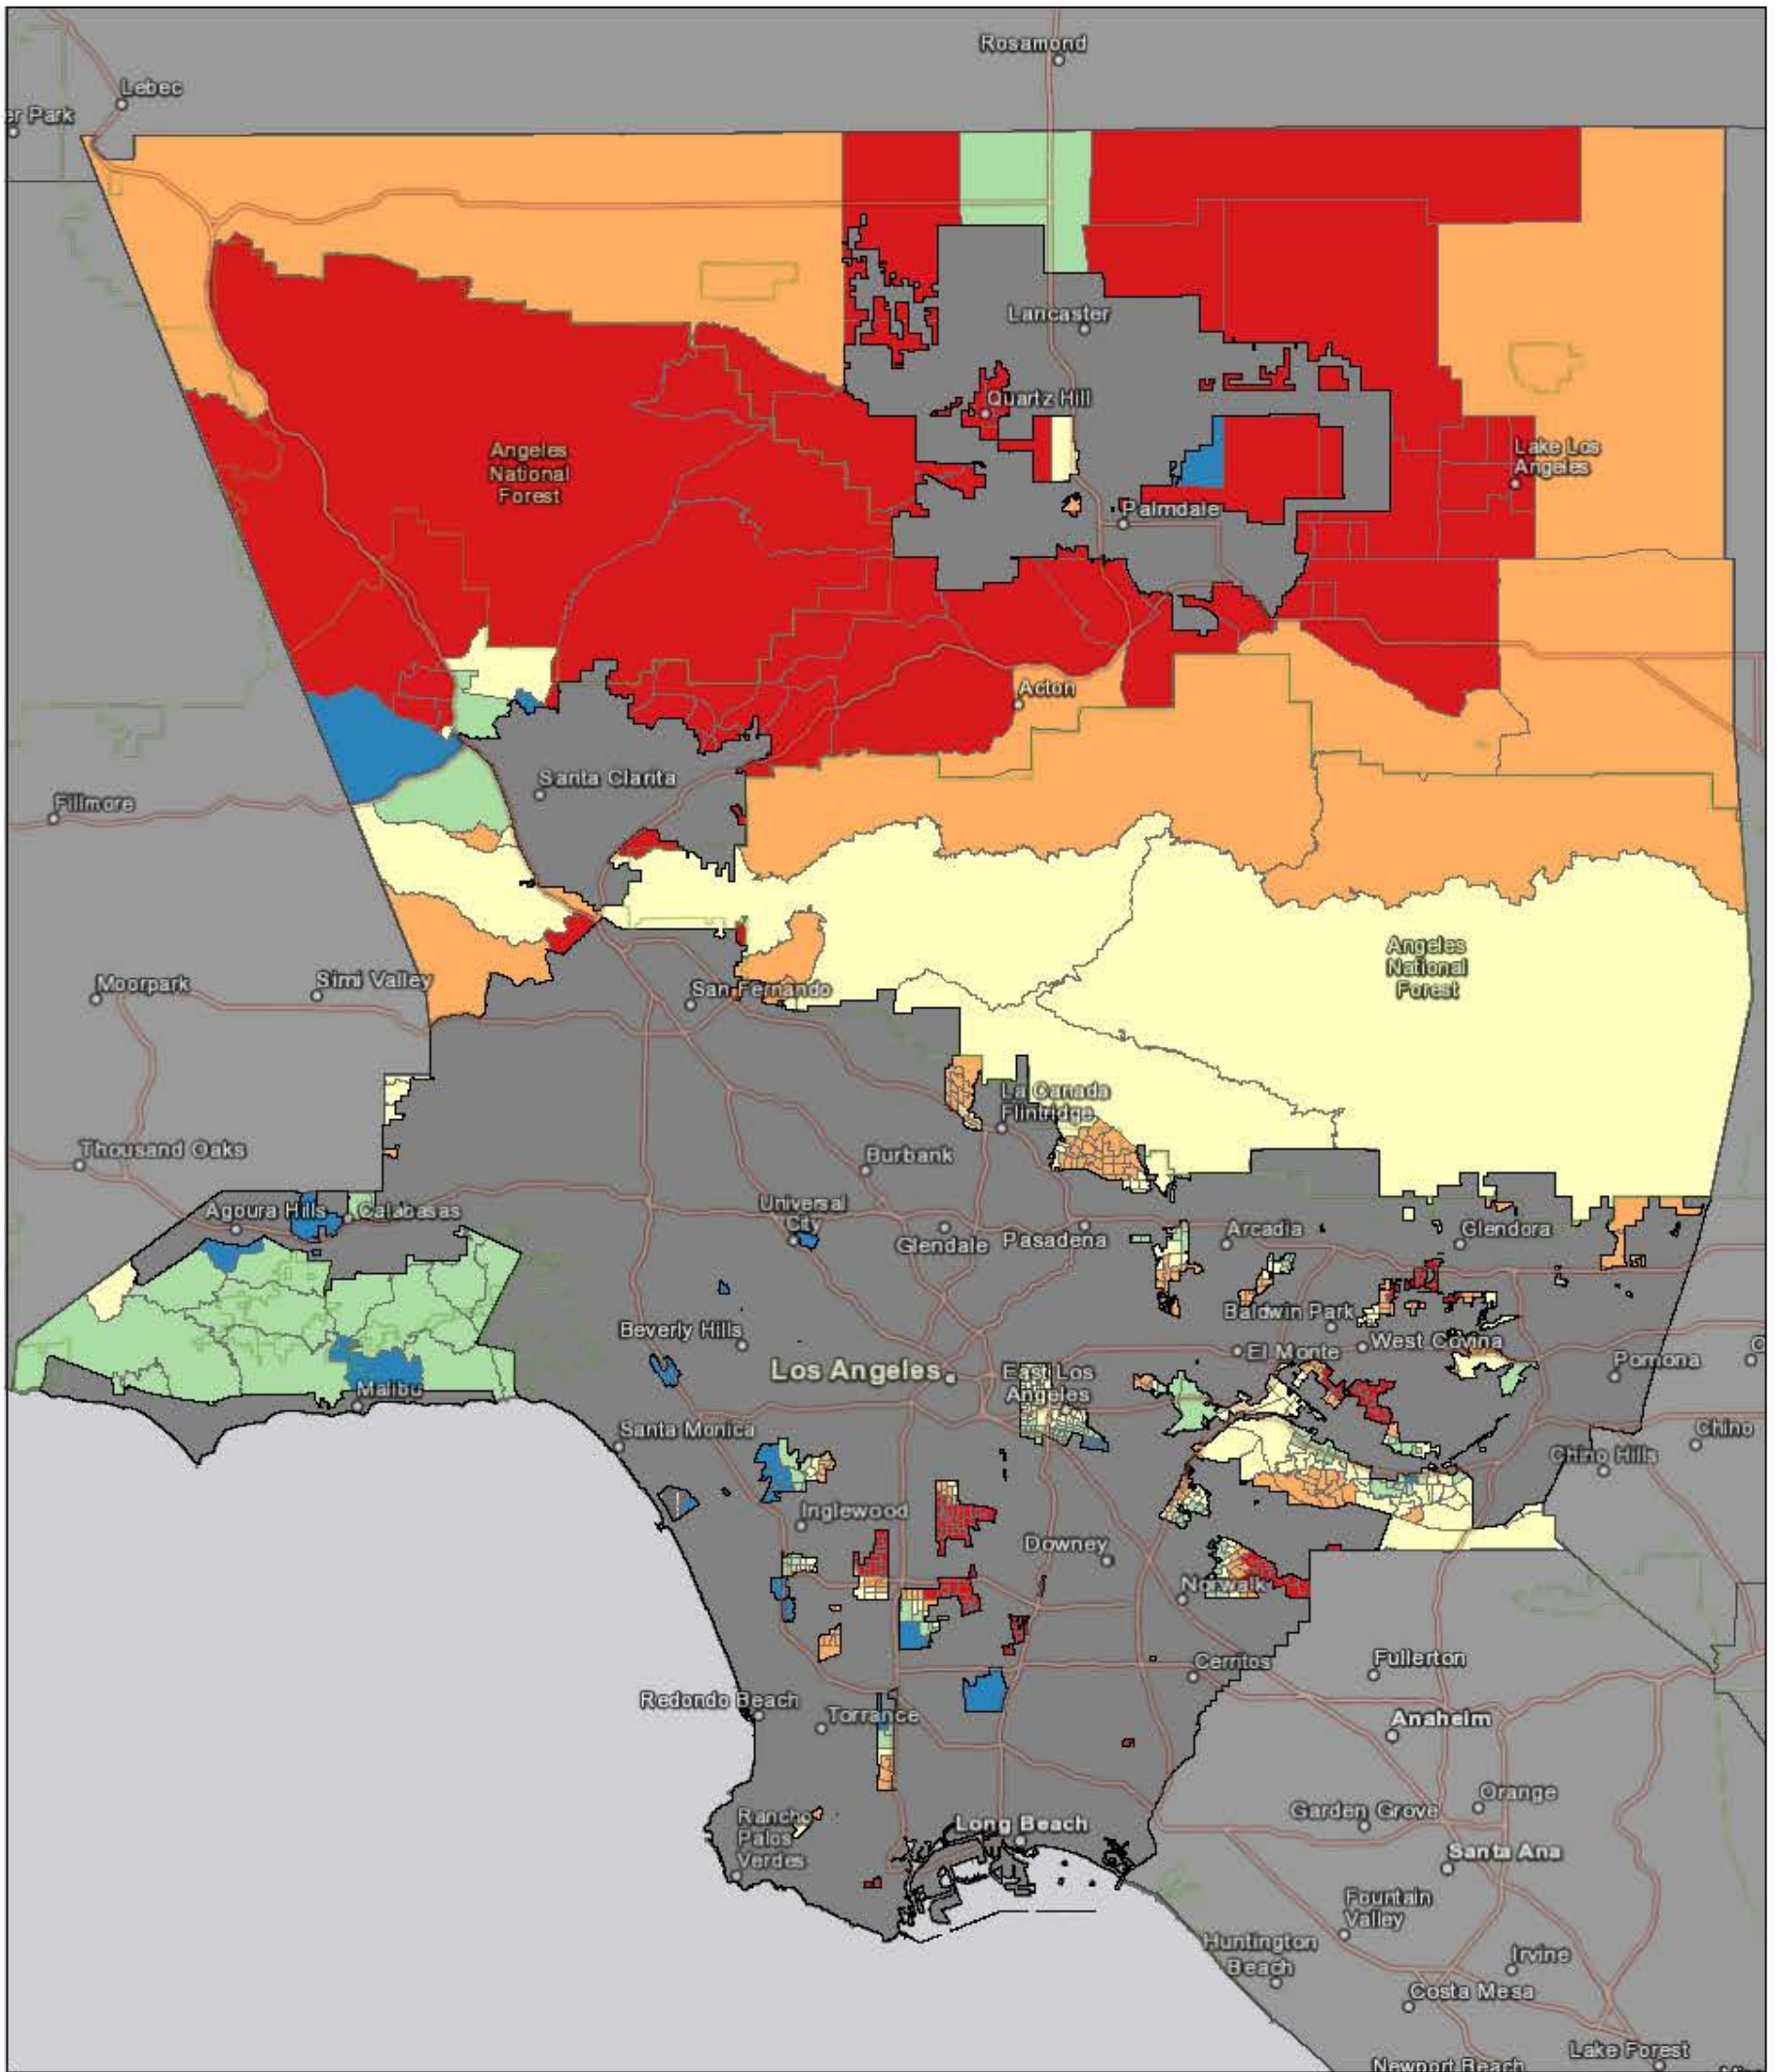 Rosamond
Lebec
er Park
Lancaster
Quartz Hill
Angeles
National
Forest
Lake Los
Angeles
Palmdale
Acton
Santa Clarita
Fillmore
Angeles
National
Forest
Moorpark
Simi Valley
San Fernando
La Canada
Flintridge
Thousand Oaks
Burbank
Agoura Hills
Calabasas
Universal
City
Glendale
Pasadena
Arcadia
Glendora
Baldwin Park
Beverly Hills
El Monte
West Covina
Los Angeles
East Los
Angeles
Pomona
Malibu
Santa Monica
Chino
Chino Hills
Inglewood
Downey
Norwalk
Cerritos
Fullerton
Redondo Beach
Torrance
Anaheim
Orange
Garden Grove
Rancho
Palos
Verdes
Long Beach
Santa Ana
Fountain
Valley
Huntington
Beach
Irvine
Costa Mesa
Lake Forest
Newport Beach